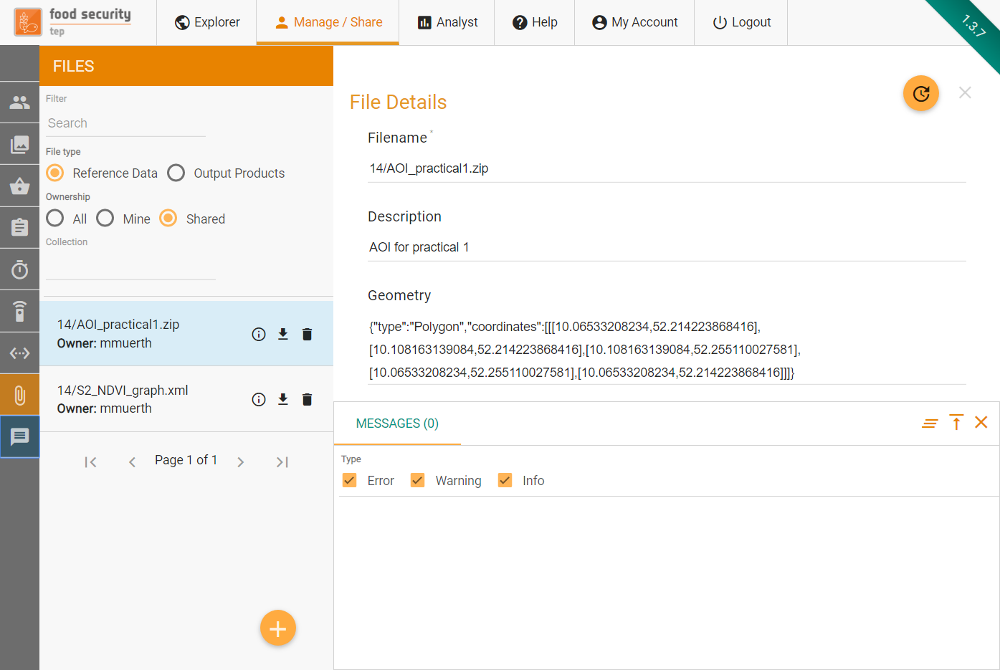 food security
tep
Explorer
Manage / Share
Analyst
Help
My Account
Logout
1.3.7
FILES
Filter
Search
File type
Reference Data
Output Products
Ownership
All
Mine
Shared
Collection
14/AOI_practical1.zip
Owner: mmuerth
14/S2_NDVI_graph.xml
Owner: mmuerth
Page 1 of 1
File Details
Filename *
14/AOI_practical1.zip
Description
AOI for practical 1
Geometry
{"type":"Polygon","coordinates":[[[10.06533208234,52.214223868416],
[10.108163139084,52.214223868416],[10.108163139084,52.255110027581],
[10.06533208234,52.255110027581],[10.06533208234,52.214223868416]]]}
MESSAGES (0)
Type
Error
Warning
Info